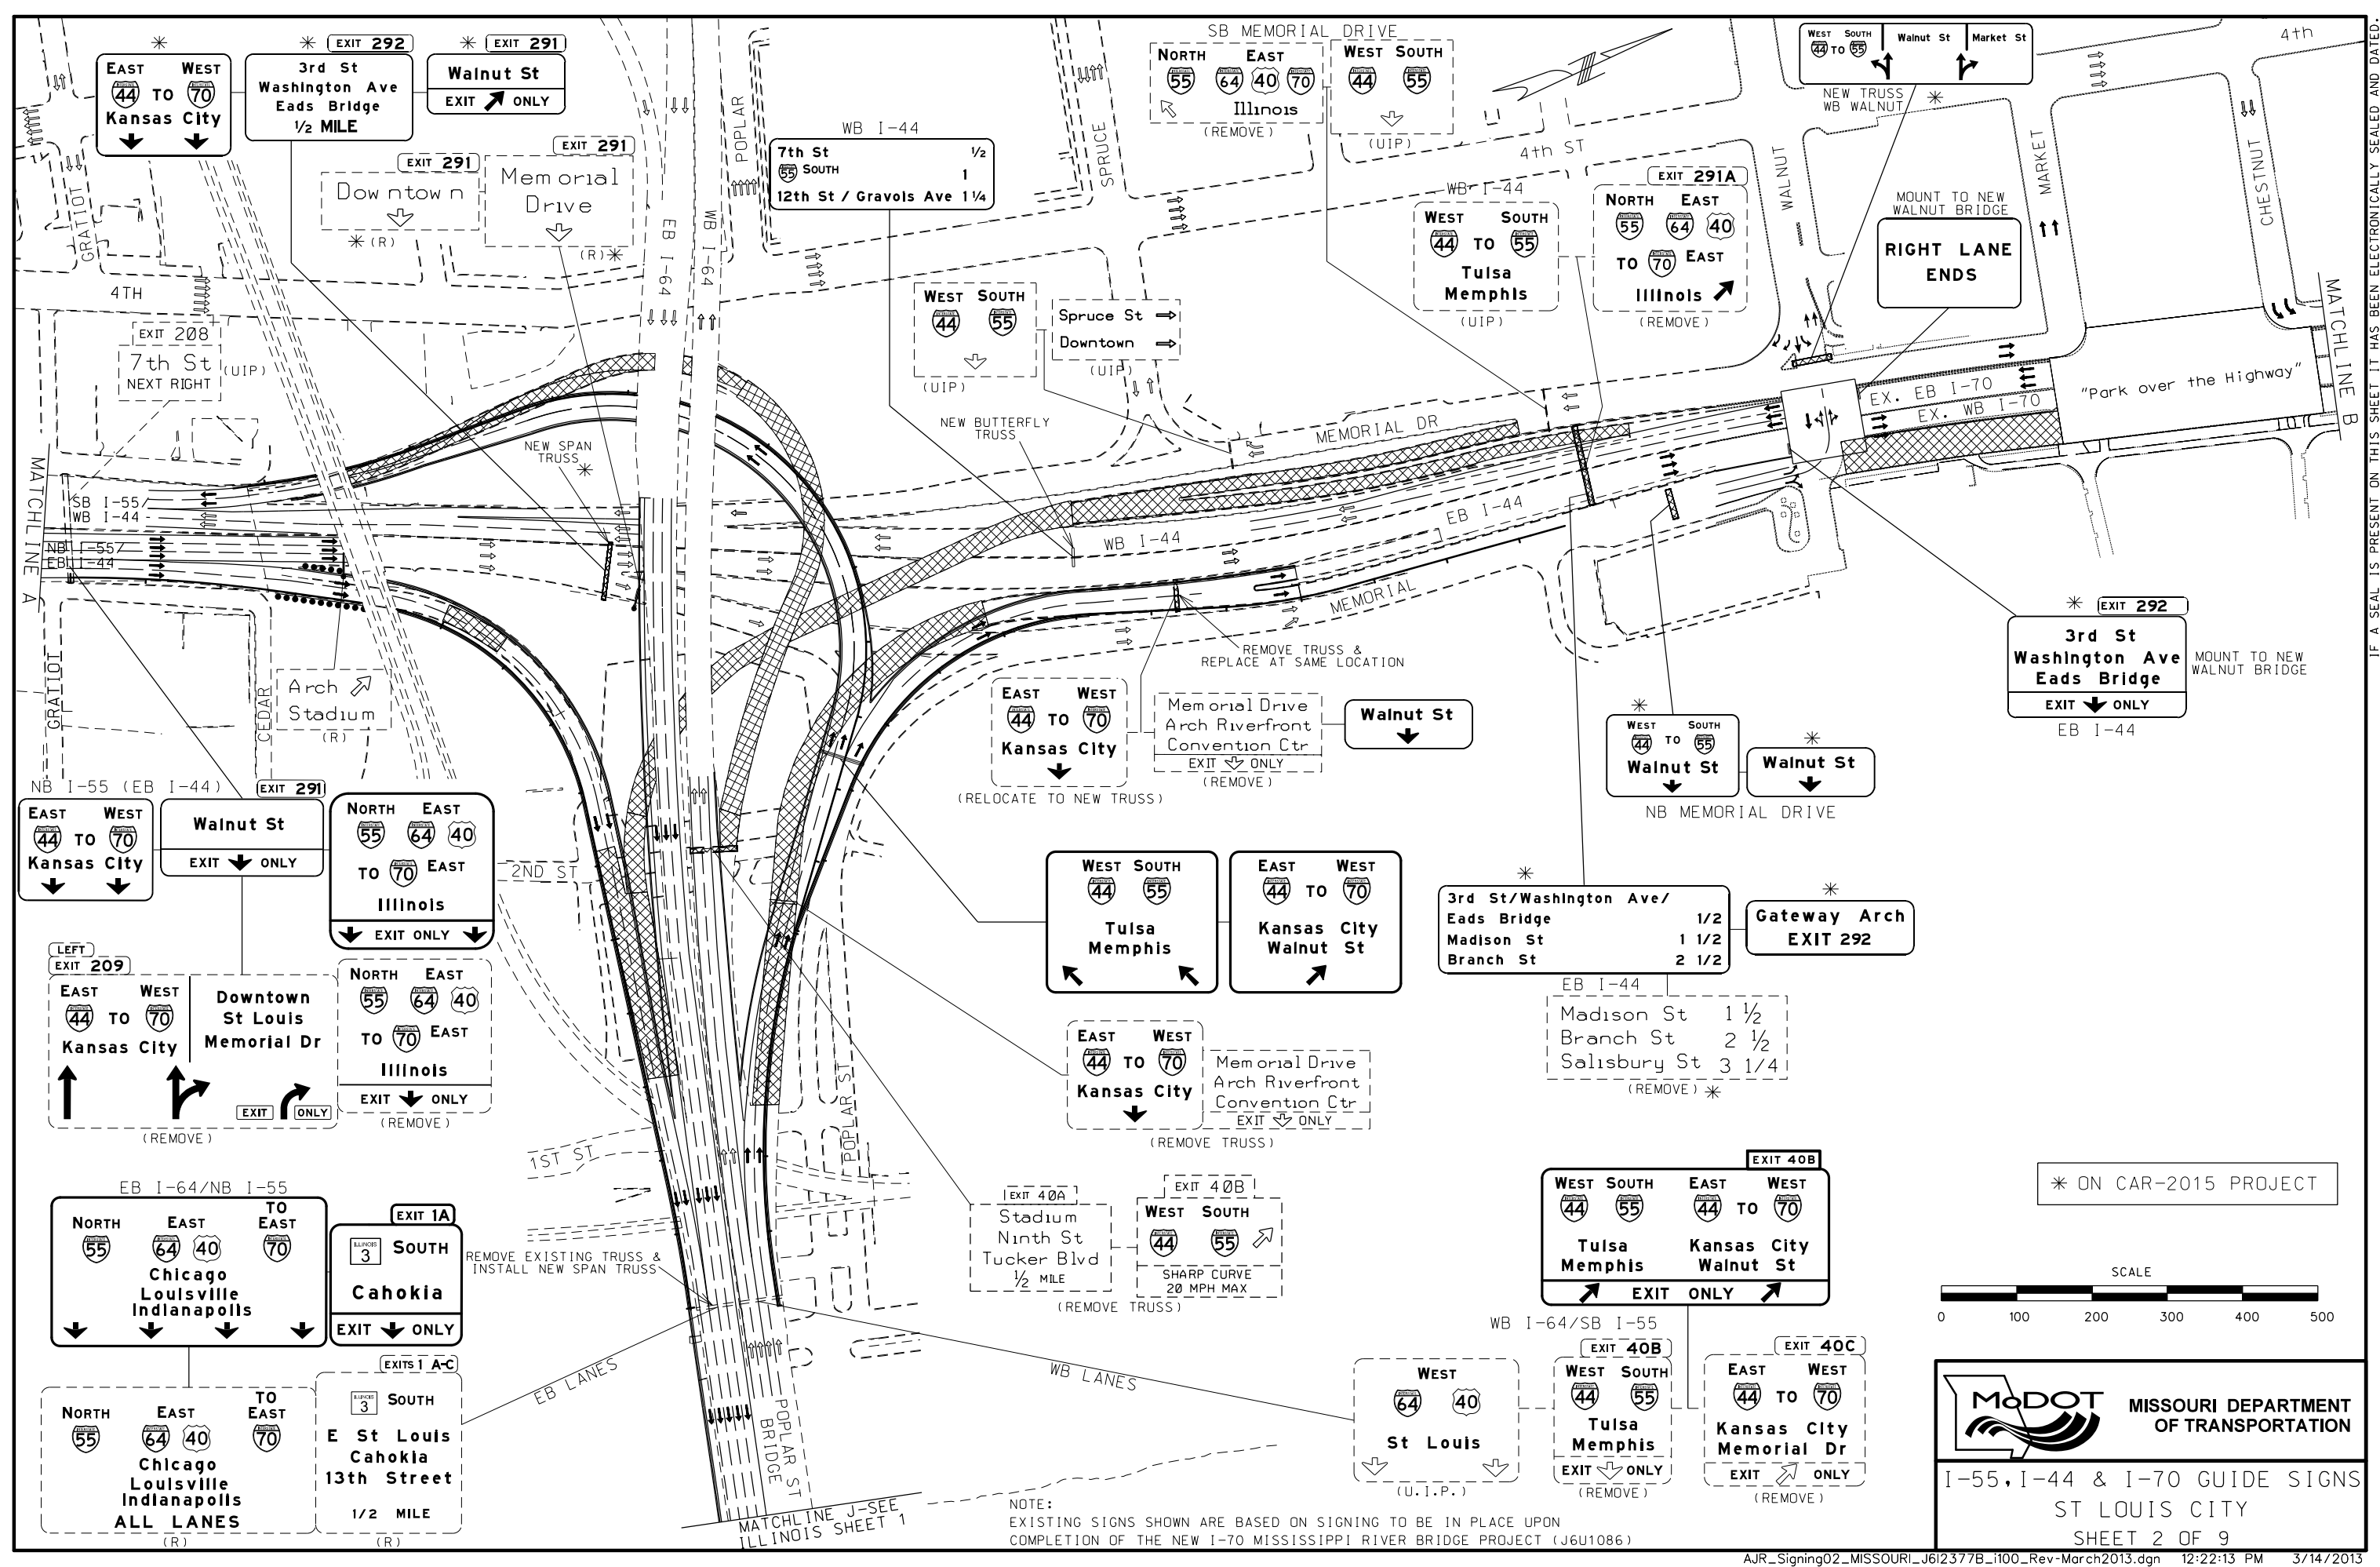 EAST WEST
44 TO 70
Kansas City
EXIT 292
3rd St
Washington Ave
Eads Bridge
1/2 MILE
EXIT 291
Walnut St
EXIT ONLY
EXIT 291
Downtown
* (R)
EXIT 291
Memorial
Drive
(R)*
WB I-44
7th St 1/2
55 SOUTH 1
12th St / Gravois Ave 1 1/4
SB MEMORIAL DRIVE
NORTH EAST
55 64 40 70
Illinois
(REMOVE)
WEST SOUTH
44 55
(UIP)
WEST SOUTH
44 TO 55
Walnut St
Market St
NEW TRUSS
WB WALNUT *
4th
4th ST
GRATIOT
POPLAR
SPRUCE
WALNUT
MARKET
CHESTNUT
4TH
EB I-64
WB I-64
EXIT 208
7th St
NEXT RIGHT
(UIP)
WEST SOUTH
44 55
(UIP)
Spruce St
Downtown
(UIP)
WB I-44
WEST SOUTH
44 TO 55
Tulsa
Memphis
(UIP)
EXIT 291A
NORTH EAST
55 64 40
TO 70 EAST
Illinois
(REMOVE)
MOUNT TO NEW
WALNUT BRIDGE
RIGHT LANE
ENDS
MATCHLINE B
EX. EB I-70
EX. WB I-70
"Park over the Highway"
NEW SPAN
TRUSS *
NEW BUTTERFLY
TRUSS
MEMORIAL DR
MATCHLINE A
SB I-55/
WB I-44
NB I-55/
EB I-44
WB I-44
EB I-44
MEMORIAL
GRATIOT
CEDAR
Arch
Stadium
(R)
REMOVE TRUSS &
REPLACE AT SAME LOCATION
EAST WEST
44 TO 70
Kansas City
(RELOCATE TO NEW TRUSS)
Memorial Drive
Arch Riverfront
Convention Ctr
EXIT ONLY
(REMOVE)
Walnut St
*
WEST SOUTH
44 TO 55
Walnut St
*
Walnut St
NB MEMORIAL DRIVE
* EXIT 292
3rd St
Washington Ave
Eads Bridge
EXIT ONLY
EB I-44
MOUNT TO NEW
WALNUT BRIDGE
NB I-55 (EB I-44)
EAST WEST
44 TO 70
Kansas City
EXIT 291
Walnut St
EXIT ONLY
NORTH EAST
55 64 40
TO 70 EAST
Illinois
EXIT ONLY
2ND ST
LEFT
EXIT 209
EAST WEST
44 TO 70
Kansas City
Downtown
St Louis
Memorial Dr
EXIT ONLY
(REMOVE)
NORTH EAST
55 64 40
TO 70 EAST
Illinois
EXIT ONLY
(REMOVE)
WEST SOUTH
44 55
Tulsa
Memphis
EAST WEST
44 TO 70
Kansas City
Walnut St
*
3rd St/Washington Ave/
Eads Bridge 1/2
Madison St 1 1/2
Branch St 2 1/2
EB I-44
*
Gateway Arch
EXIT 292
Madison St 1 1/2
Branch St 2 1/2
Salisbury St 3 1/4
(REMOVE) *
EAST WEST
44 TO 70
Kansas City
Memorial Drive
Arch Riverfront
Convention Ctr
EXIT ONLY
(REMOVE TRUSS)
1ST ST
POPLAR ST
EB I-64/NB I-55
NORTH EAST TO EAST
55 64 40 70
Chicago
Louisville
Indianapolis
EXIT 1A
ILLINOIS 3 SOUTH
Cahokia
EXIT ONLY
REMOVE EXISTING TRUSS &
INSTALL NEW SPAN TRUSS
EXIT 40A
Stadium
Ninth St
Tucker Blvd
1/2 MILE
EXIT 40B
WEST SOUTH
44 55
SHARP CURVE
20 MPH MAX
(REMOVE TRUSS)
EXIT 40B
WEST SOUTH
44 55
Tulsa
Memphis
EAST WEST
44 TO 70
Kansas City
Walnut St
EXIT ONLY
WB I-64/SB I-55
* ON CAR-2015 PROJECT
SCALE
0 100 200 300 400 500
NORTH EAST TO EAST
55 64 40 70
Chicago
Louisville
Indianapolis
ALL LANES
(R)
EXITS 1 A-C
ILLINOIS 3 SOUTH
E St Louis
Cahokia
13th Street
1/2 MILE
(R)
EB LANES
WB LANES
POPLAR ST
BRIDGE
MATCHLINE J-SEE
ILLINOIS SHEET 1
WEST
64 40
St Louis
(U.I.P.)
EXIT 40B
WEST SOUTH
44 55
Tulsa
Memphis
EXIT ONLY
(REMOVE)
EXIT 40C
EAST WEST
44 TO 70
Kansas City
Memorial Dr
EXIT ONLY
(REMOVE)
NOTE:
EXISTING SIGNS SHOWN ARE BASED ON SIGNING TO BE IN PLACE UPON
COMPLETION OF THE NEW I-70 MISSISSIPPI RIVER BRIDGE PROJECT (J6U1086)
MoDOT
MISSOURI DEPARTMENT
OF TRANSPORTATION
I-55, I-44 & I-70 GUIDE SIGNS
ST LOUIS CITY
SHEET 2 OF 9
AJR_Signing02_MISSOURI_J6I2377B_i100_Rev-March2013.dgn 12:22:13 PM 3/14/2013
IF A SEAL IS PRESENT ON THIS SHEET IT HAS BEEN ELECTRONICALLY SEALED AND DATED.